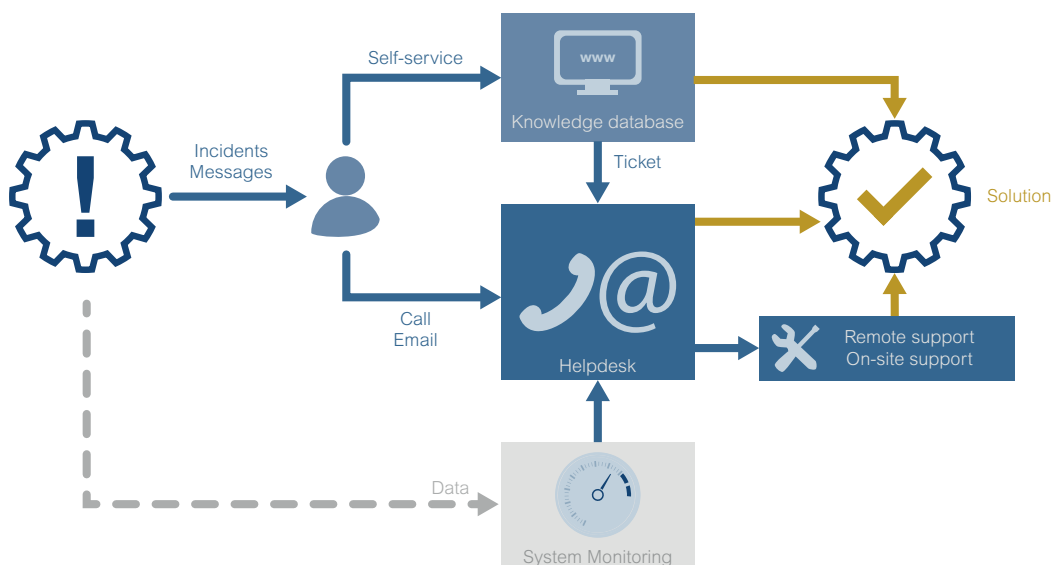 Self-service
www
Knowledge database
Incidents
Messages
Ticket
Solution
@
Call
Email
Helpdesk
Remote support
On-site support
Data
System Monitoring